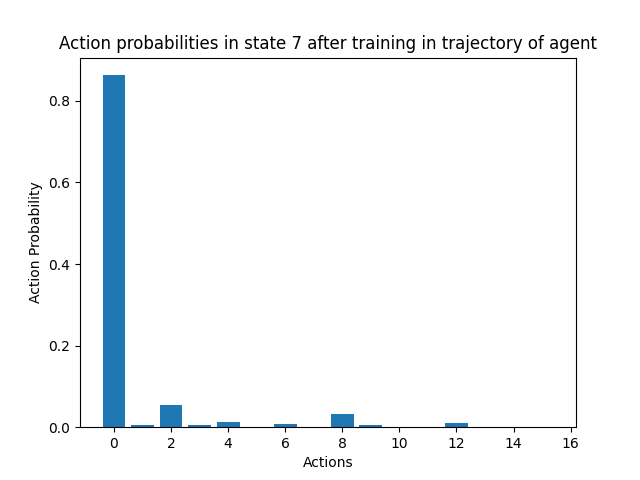 Action probabilities in state 7 after training in trajectory of agent
0.8
0.6
0.4
0.2
0.0
Action Probability
0 2 4 6 8 10 12 14 16
Actions